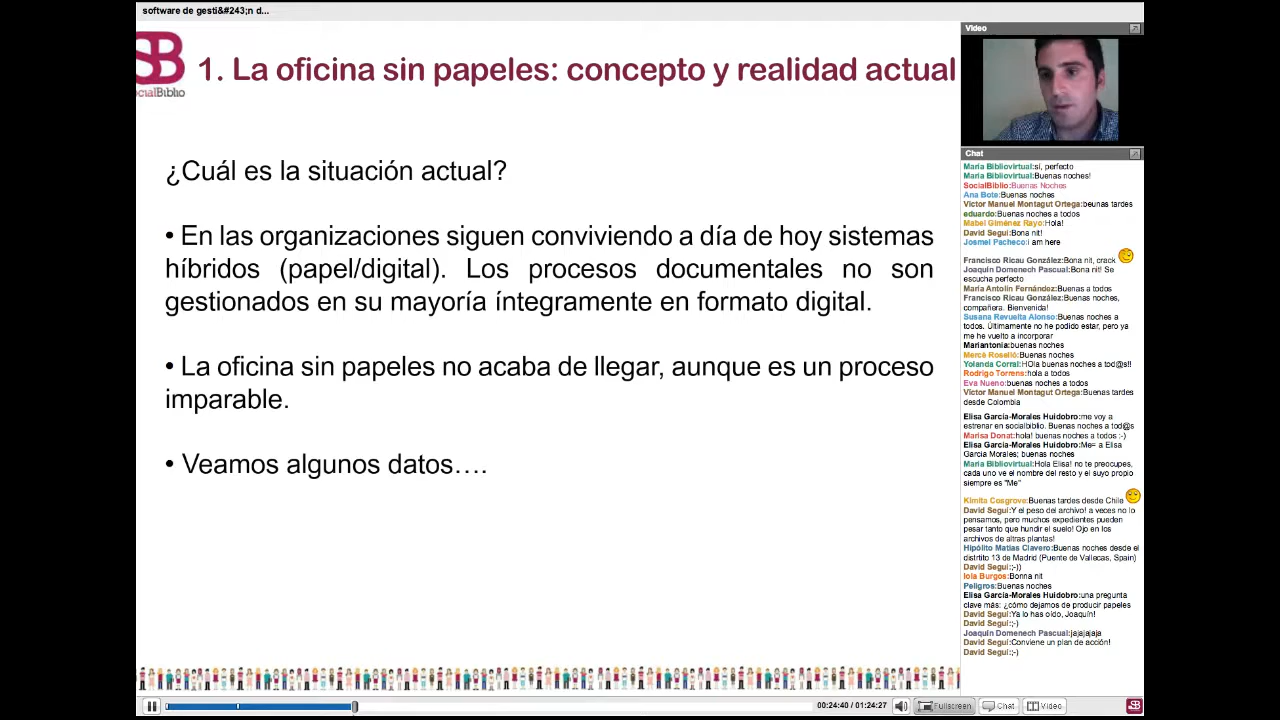 software de gesti&#243;n d...
SB
ocialBiblio
1. La oficina sin papeles: concepto y realidad actual
¿Cuál es la situación actual?
• En las organizaciones siguen conviviendo a día de hoy sistemas
híbridos (papel/digital). Los procesos documentales no son
gestionados en su mayoría íntegramente en formato digital.
• La oficina sin papeles no acaba de llegar, aunque es un proceso
imparable.
• Veamos algunos datos….
Video
Chat
Maria Bibliovirtual:sí, perfecto
Maria Bibliovirtual:Buenas noches!
SocialBiblio:Buenas Noches
Ana Bote:Buenas noches
Víctor Manuel Montagut Ortega:beunas tardes
eduardo:Buenas noches a todos
Mabel Giménez Rayo:Hola!
David Seguí:Bona nit!
Josmel Pacheco:i am here
Francisco Ricau González:Bona nit, crack
Joaquín Domenech Pascual:Bona nit! Se
escucha perfecto
María Antolín Fernández:Buenas a todos
Francisco Ricau González:Buenas noches,
compañera. Bienvenida!
Susana Revuelta Alonso:Buenas noches a
todos. Últimamente no he podido estar, pero ya
me he vuelto a incorporar
Mariantonia:buenas noches
Mercè Roselló:Buenas noches
Yolanda Corral:HOla buenas noches a tod@s!!
Rodrigo Torrens:hola a todos
Eva Nueno:buenas noches a todos
Víctor Manuel Montagut Ortega:Buenas tardes
desde Colombia
Elisa García-Morales Huidobro:me voy a
estrenar en socialbiblio. Buenas noches a tod@s
Marisa Donat:hola! buenas noches a todos :-)
Elisa García-Morales Huidobro:Me= a Elisa
Garcia Morales; buenas noches
Maria Bibliovirtual:Hola Elisa! no te preocupes,
cada uno ve el nombre del resto y el suyo propio
siempre es "Me"
Kimita Cosgrove:Buenas tardes desde Chile
David Seguí:Y el peso del archivo! a veces no lo
pensamos, pero muchos expedientes pueden
pesar tanto que hundir el suelo! Ojo en los
archivos de altras plantas!
Hipólito Matías Clavero:Buenas noches desde el
distrtito 13 de Madrid (Puente de Vallecas, Spain)
David Seguí:;-))
lola Burgos:Bonna nit
Peligros:Buenas noches
Elisa García-Morales Huidobro:una pregunta
clave más: ¿cómo dejamos de producir papeles
David Seguí:Ya lo has oído, Joaquín!
David Seguí:;-)
Joaquín Domenech Pascual:jajajajaja
David Seguí:Conviene un plan de acción!
David Seguí:;-)
00:24:40 / 01:24:27
Fullscreen
Chat
Video
SB